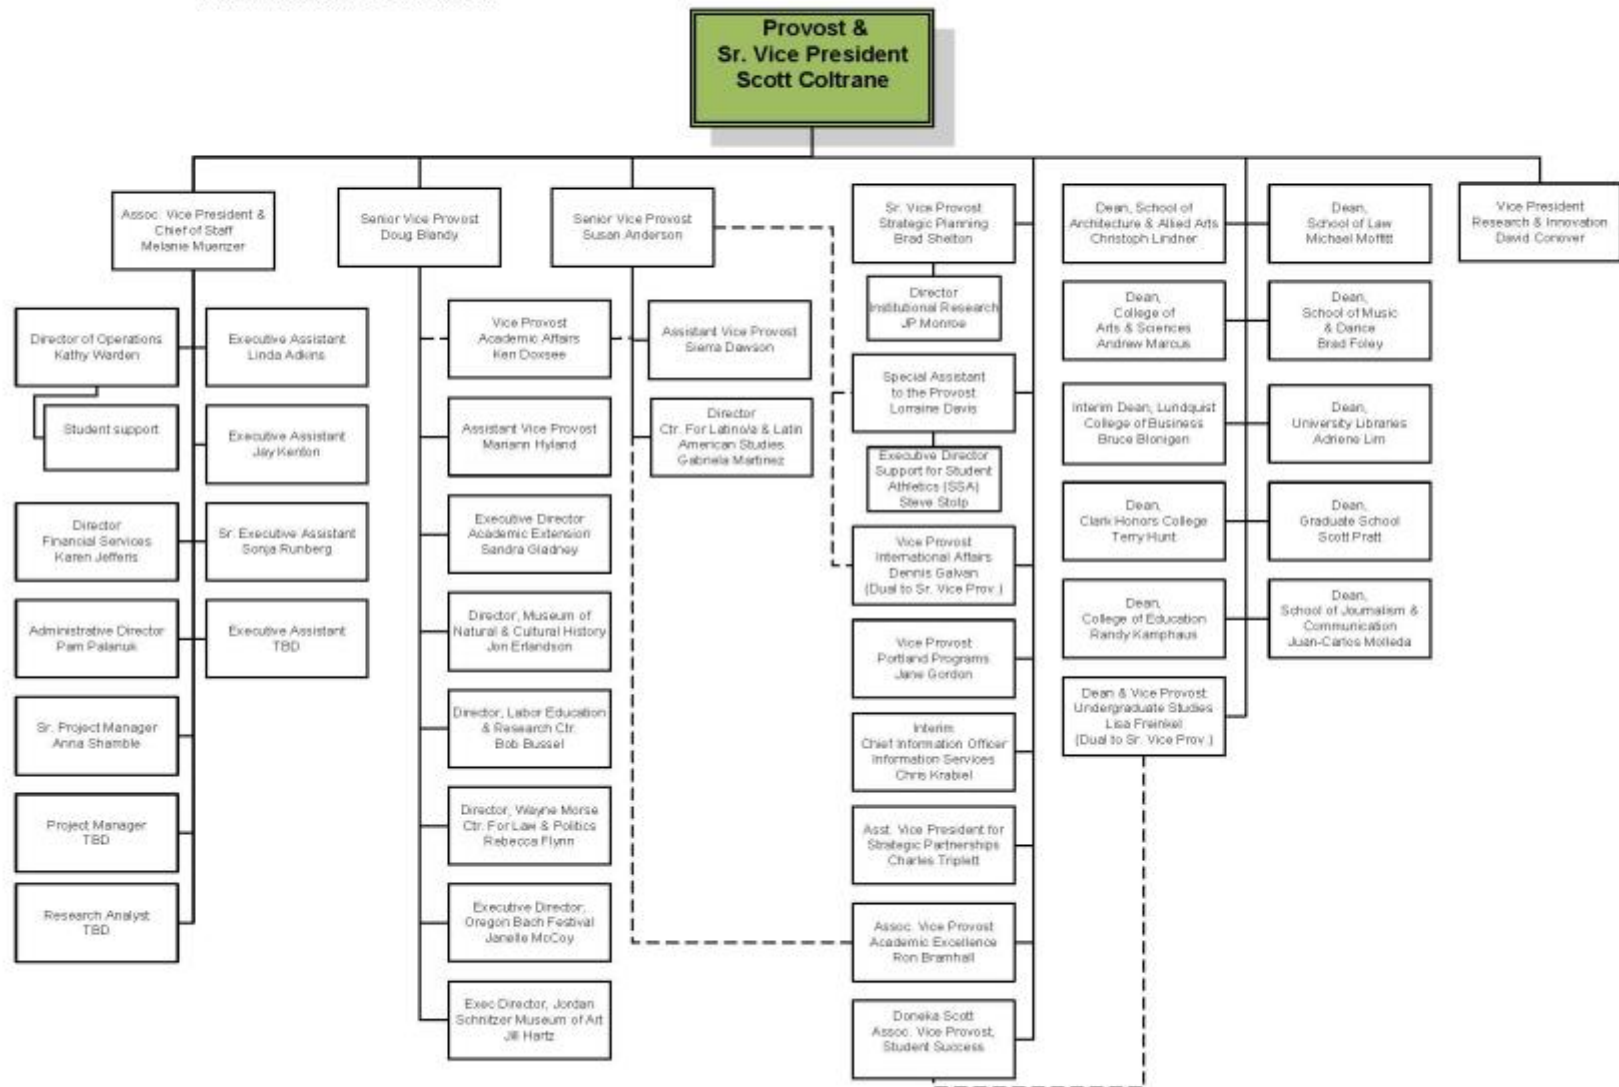 Provost &
Sr. Vice President
Scott Coltrane
Assoc. Vice President &
Chief of Staff
Melanie Muenzer
Senior Vice Provost
Doug Blandy
Senior Vice Provost
Susan Anderson
Sr. Vice Provost
Strategic Planning
Brad Shelton
Dean, School of
Architecture & Allied Arts
Christoph Lindner
Dean,
School of Law
Michael Moffitt
Vice President
Research & Innovation
David Conover
Director of Operations
Kathy Warden
Student support
Director
Financial Services
Karen Jefferis
Administrative Director
Pam Palanuk
Sr. Project Manager
Anna Shamble
Project Manager
TBD
Research Analyst
TBD
Executive Assistant
Linda Adkins
Executive Assistant
Jay Kenton
Sr. Executive Assistant
Sonja Runberg
Executive Assistant
TBD
Vice Provost
Academic Affairs
Ken Doxsee
Assistant Vice Provost
Mariann Hyland
Executive Director
Academic Extension
Sandra Gladney
Director, Museum of
Natural & Cultural History
Jon Erlandson
Director, Labor Education
& Research Ctr.
Bob Bussel
Director, Wayne Morse
Ctr. For Law & Politics
Rebecca Flynn
Executive Director,
Oregon Bach Festival
Janelle McCoy
Exec Director, Jordan
Schnitzer Museum of Art
Jill Hartz
Assistant Vice Provost
Sierra Dawson
Director
Ctr. For Latino/a & Latin
American Studies
Gabriela Martinez
Director
Institutional Research
JP Monroe
Special Assistant
to the Provost
Lorraine Davis
Executive Director
Support for Student
Athletics (SSA)
Steve Stolp
Vice Provost
International Affairs
Dennis Galvan
(Dual to Sr. Vice Prov.)
Vice Provost
Portland Programs
Jane Gordon
Interim
Chief Information Officer
Information Services
Chris Krabiel
Asst. Vice President for
Strategic Partnerships
Charles Triplett
Assoc. Vice Provost
Academic Excellence
Ron Bramhall
Doneka Scott
Assoc. Vice Provost,
Student Success
Dean,
College of
Arts & Sciences
Andrew Marcus
Interim Dean, Lundquist
College of Business
Bruce Blonigen
Dean,
Clark Honors College
Terry Hunt
Dean,
College of Education
Randy Kamphaus
Dean & Vice Provost
Undergraduate Studies
Lisa Freinkel
(Dual to Sr. Vice Prov.)
Dean,
School of Music
& Dance
Brad Foley
Dean,
University Libraries
Adriene Lim
Dean,
Graduate School
Scott Pratt
Dean,
School of Journalism &
Communication
Juan-Carlos Molleda